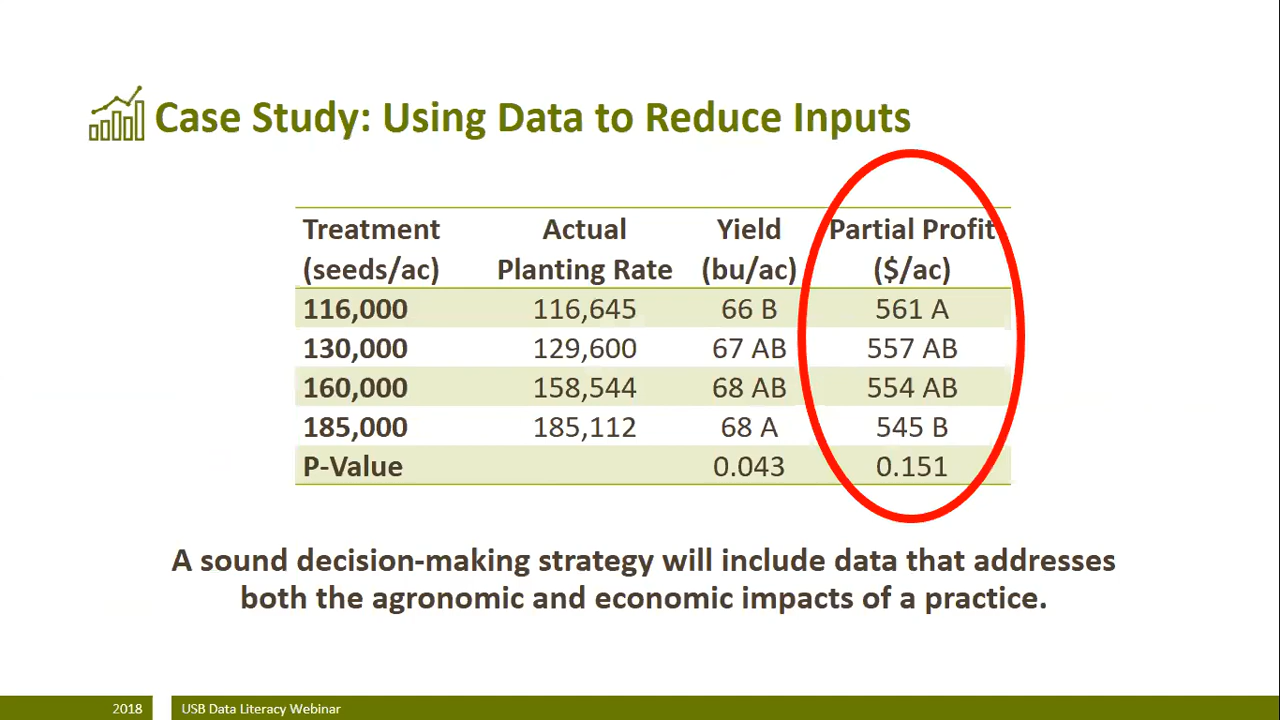 Case Study: Using Data to Reduce Inputs
Treatment (seeds/ac) Actual Planting Rate Yield (bu/ac) Partial Profit ($/ac)
116,000 116,645 66 B 561 A
130,000 129,600 67 AB 557 AB
160,000 158,544 68 AB 554 AB
185,000 185,112 68 A 545 B
P-Value 0.043 0.151
A sound decision-making strategy will include data that addresses
both the agronomic and economic impacts of a practice.
2018 USB Data Literacy Webinar